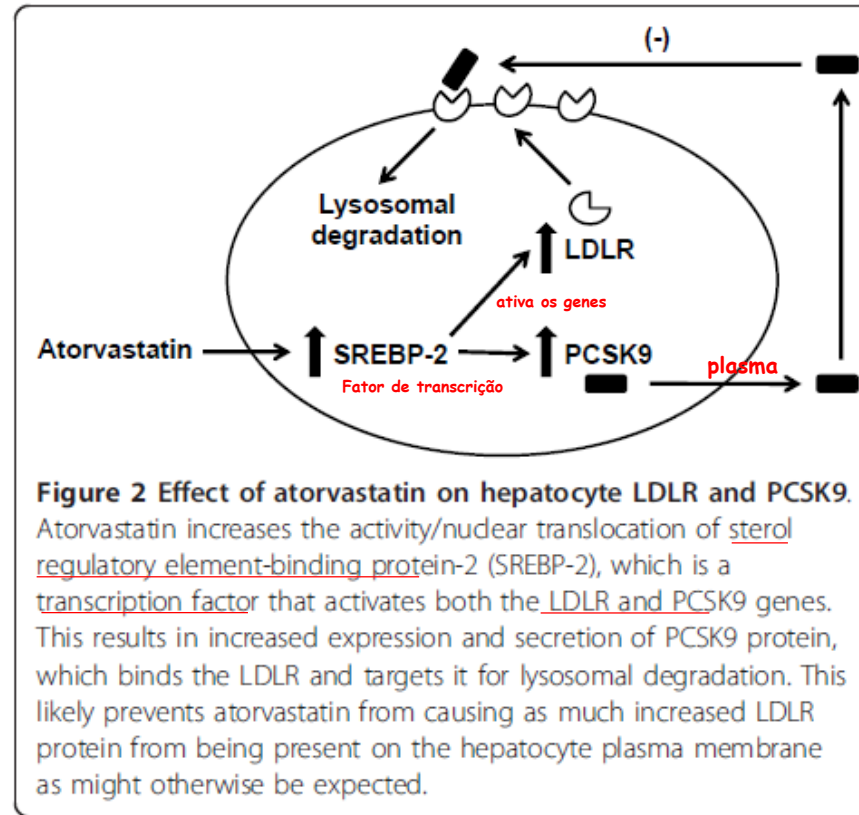 (-)
Lysosomal
degradation
LDLR
ativa os genes
Atorvastatin
SREBP-2
PCSK9
plasma
Fator de transcrição
Figure 2 Effect of atorvastatin on hepatocyte LDLR and PCSK9.
Atorvastatin increases the activity/nuclear translocation of sterol
regulatory element-binding protein-2 (SREBP-2), which is a
transcription factor that activates both the LDLR and PCSK9 genes.
This results in increased expression and secretion of PCSK9 protein,
which binds the LDLR and targets it for lysosomal degradation. This
likely prevents atorvastatin from causing as much increased LDLR
protein from being present on the hepatocyte plasma membrane
as might otherwise be expected.